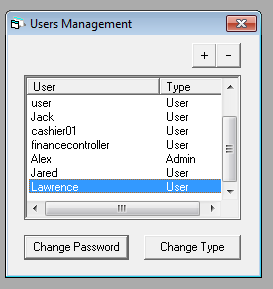 Users Management
+ -
User Type
user User
Jack User
cashier01 User
financecontroller User
Alex Admin
Jared User
Lawrence User
Change Password Change Type